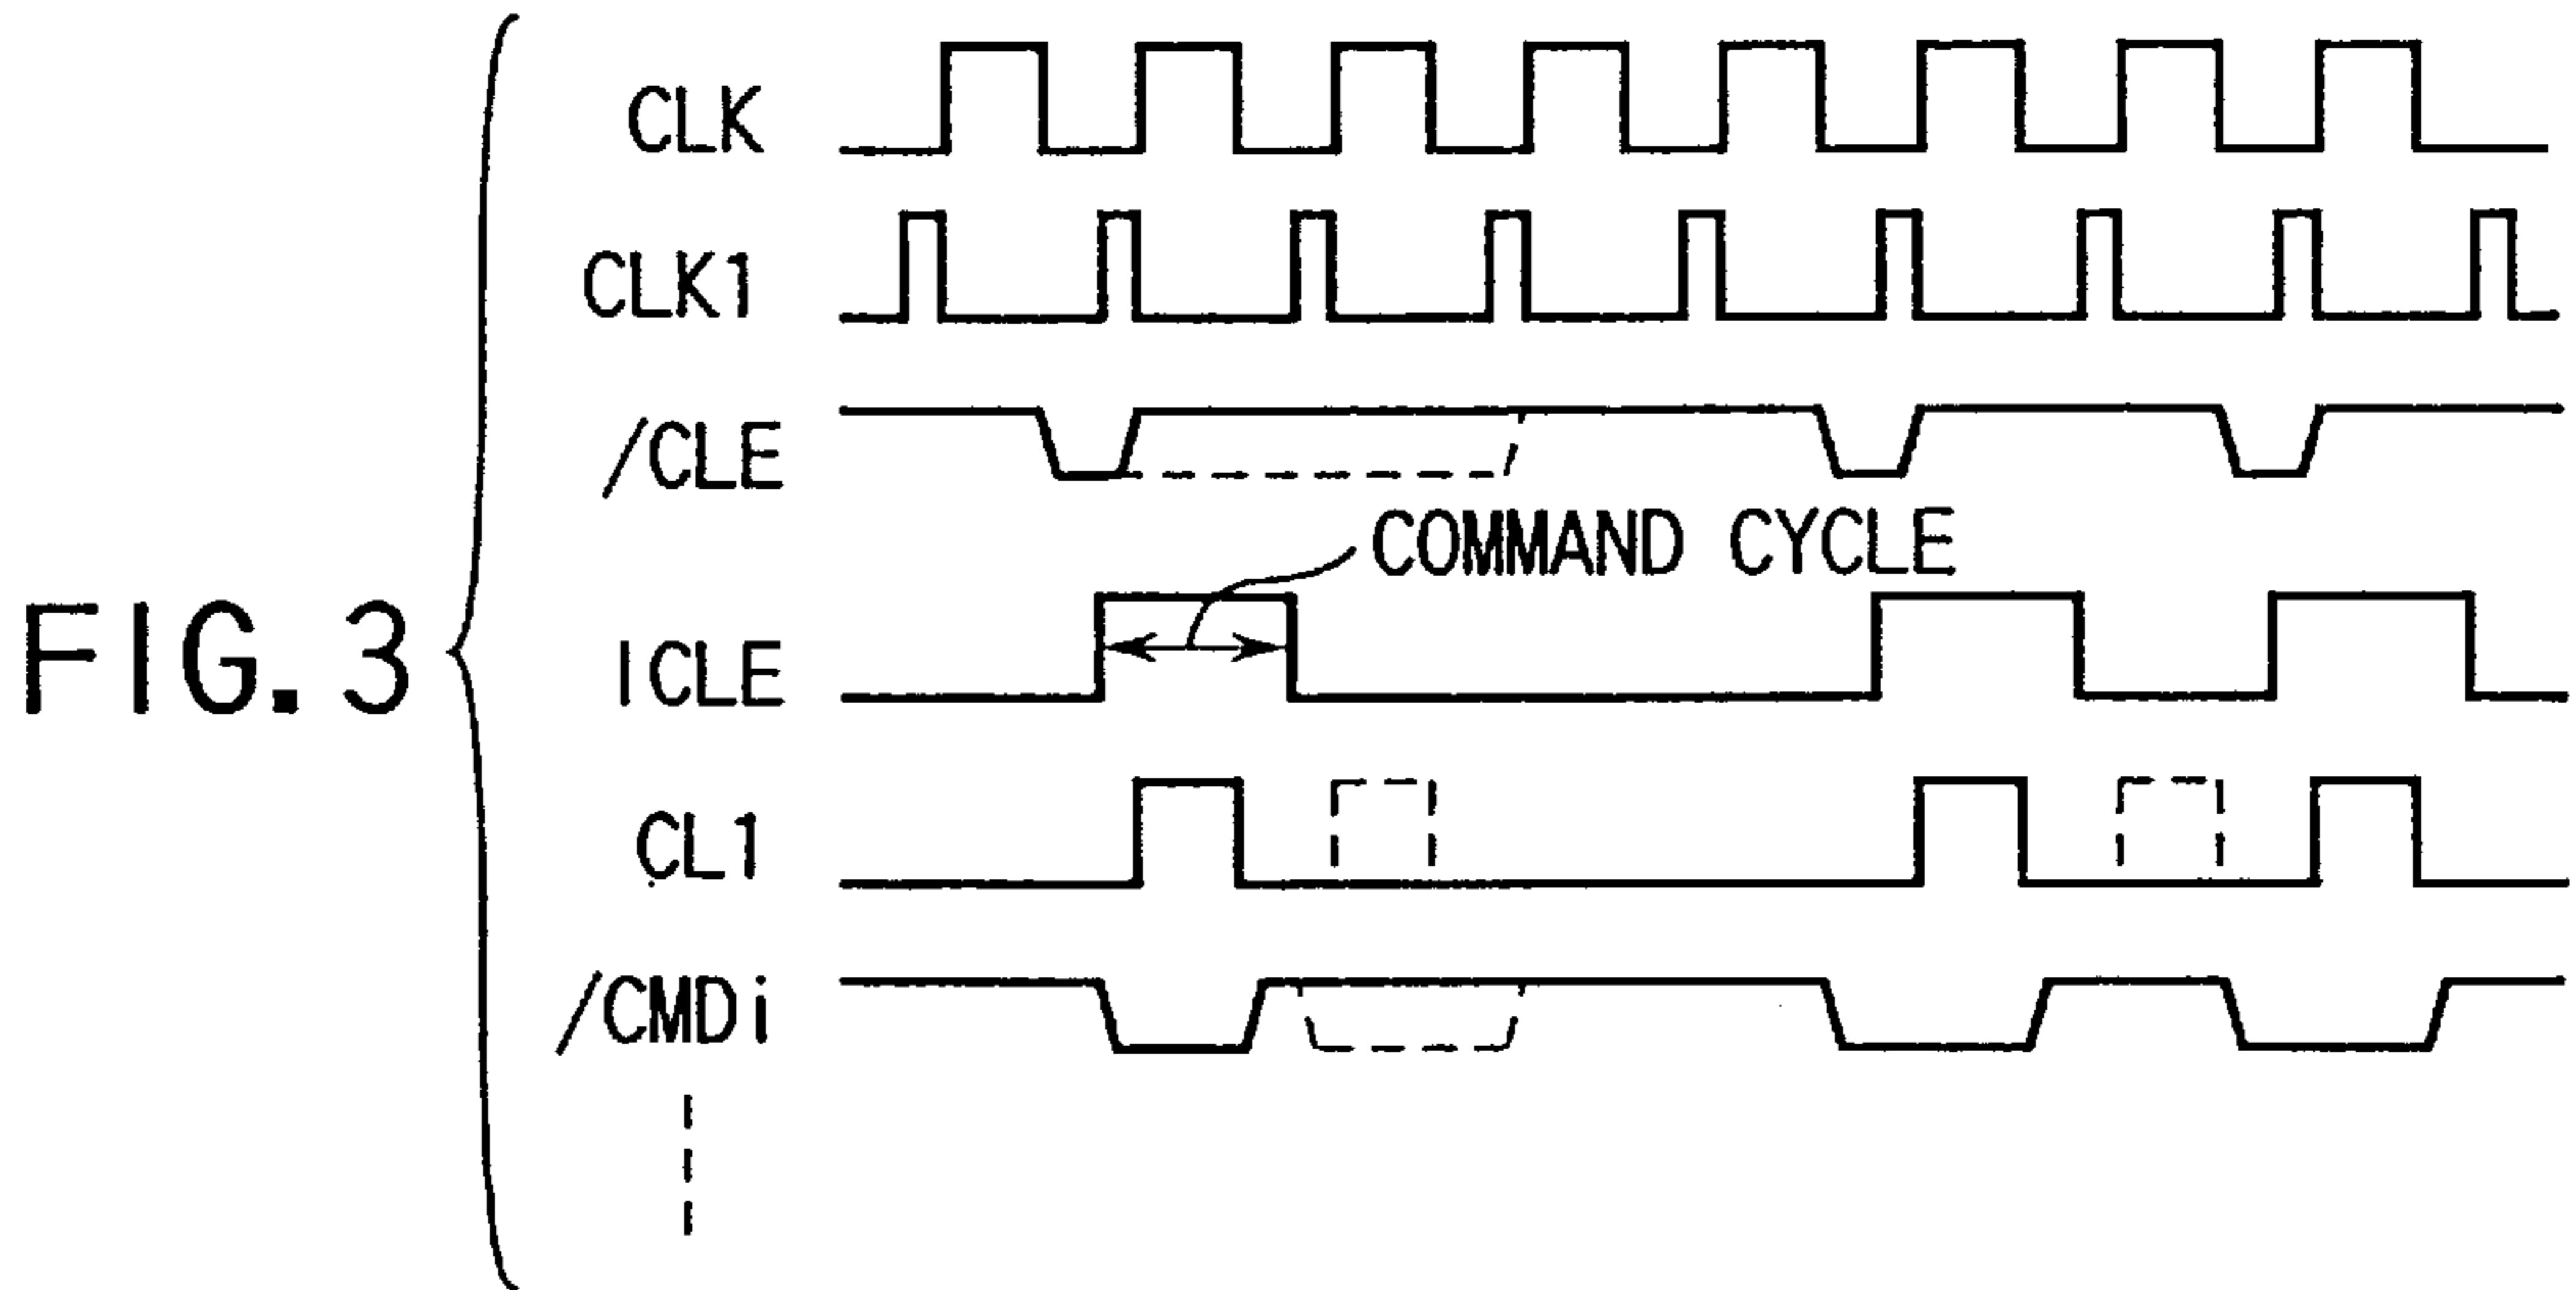 FIG. 3
CLK
CLK1
/CLE
COMMAND CYCLE
ICLE
CL1
/CMDi